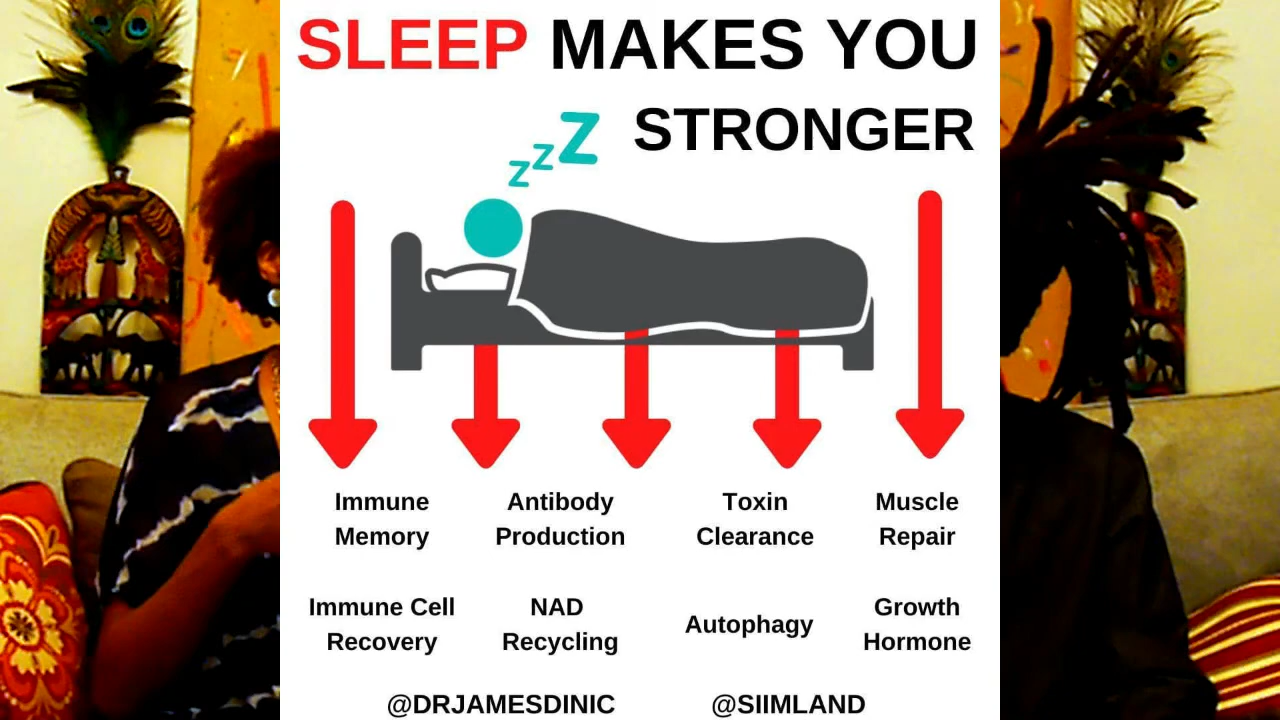 SLEEP MAKES YOU
STRONGER
z z Z
Immune Memory
Antibody Production
Toxin Clearance
Muscle Repair
Immune Cell Recovery
NAD Recycling
Autophagy
Growth Hormone
@DRJAMESDINIC
@SIIMLAND